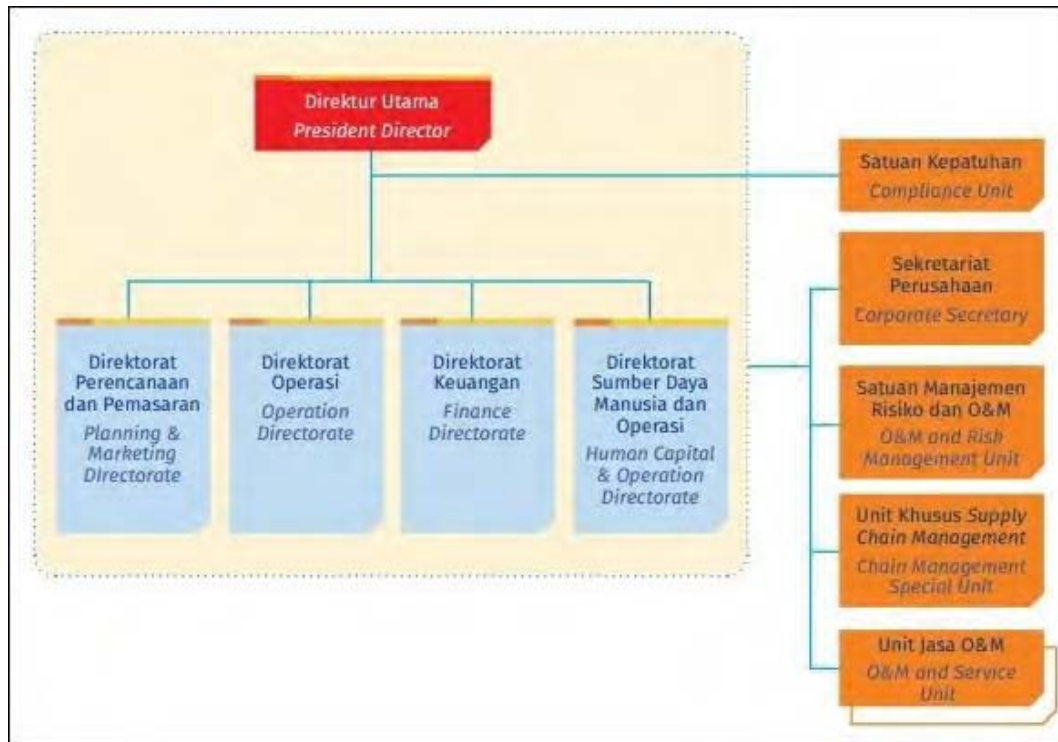 Direktur Utama
President Director
Satuan Kepatuhan
Compliance Unit
Sekretariat
Perusahaan
Corporate Secretary
Direktorat
Perencanaan
dan Pemasaran
Planning &
Marketing
DIrectorate
Direktorat
Operasi
Operation
Directorate
Direktorat
Keuangan
Finance
Directorate
Direktorat
Sumber Daya
Manusia dan
Operasi
Human Capital
& Operation
Directorate
Satuan Manajemen
Risiko dan O&M
O&M and Risk
Management Unit
Unit Khusus Supply
Chain Management
Chain Management
Special Unit
Unit Jasa O&M
O&M and Service
Unit